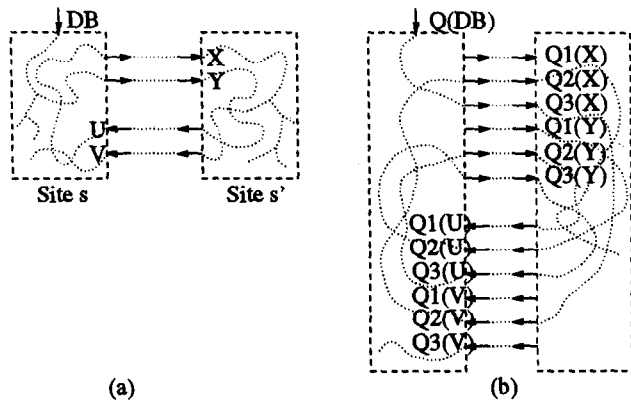 DB
X
Y
U
V
Site s
Site s'
(a)
Q(DB)
Q1(X)
Q2(X)
Q3(X)
Q1(Y)
Q2(Y)
Q3(Y)
Q1(U)
Q2(U)
Q3(U)
Q1(V)
Q2(V)
Q3(V)
(b)